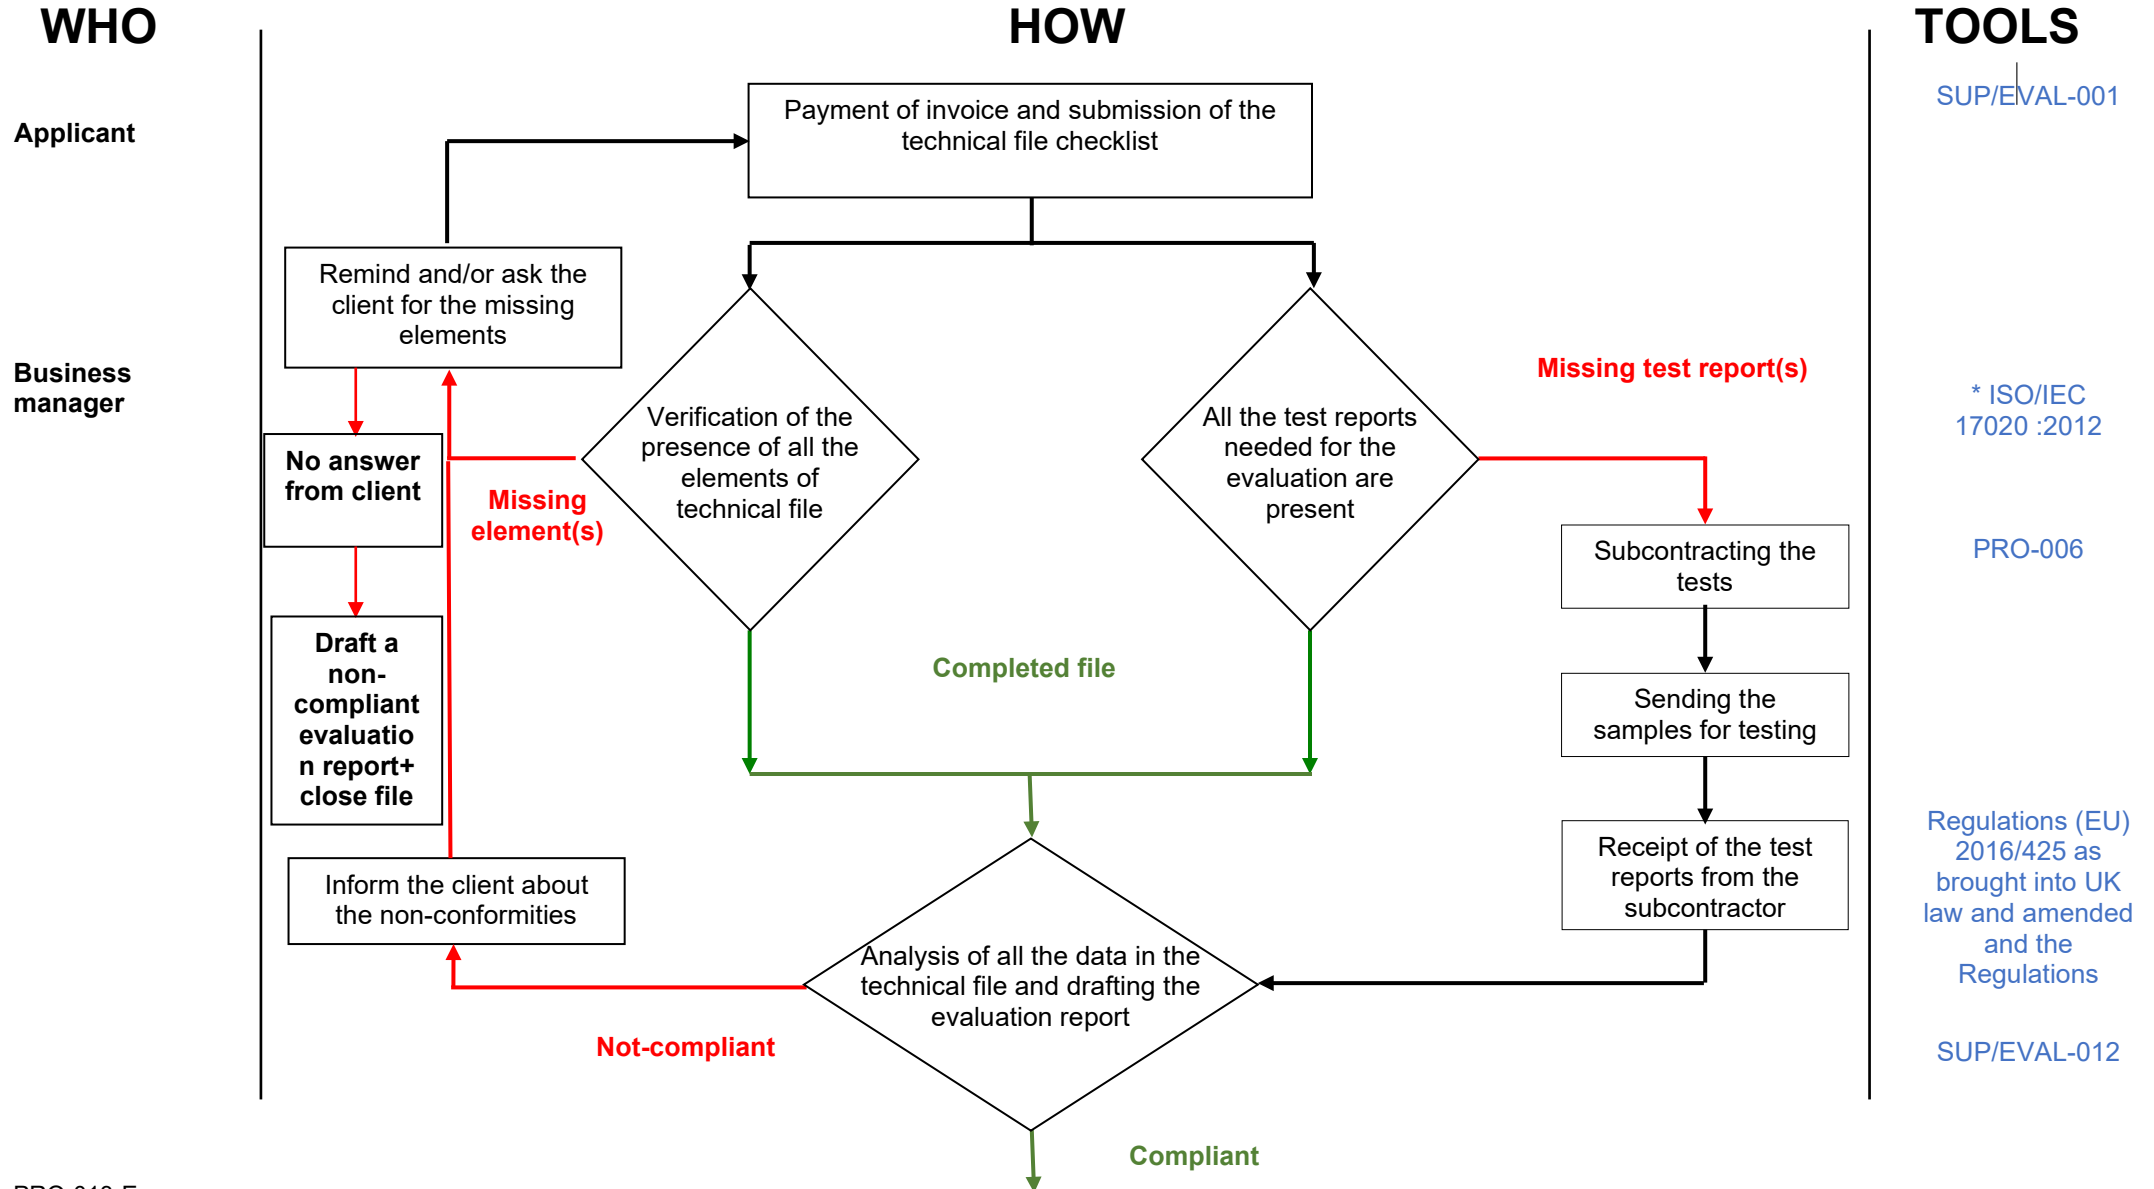 WHO
HOW
TOOLS
Payment of invoice and submission of the
technical file checklist
SUP/EVAL-001
Applicant
Remind and/or ask the
client for the missing
elements
Business
manager
Missing test report(s)
* ISO/IEC
17020 :2012
Verification of the
presence of all the
elements of
technical file
All the test reports
needed for the
evaluation are
present
No answer
from client
Missing
element(s)
Subcontracting the
tests
PRO-006
Draft a
non-
compliant
evaluatio
n report+
close file
Completed file
Sending the
samples for testing
Regulations (EU)
2016/425 as
brought into UK
law and amended
and the
Regulations
Receipt of the test
reports from the
subcontractor
Inform the client about
the non-conformities
Analysis of all the data in the
technical file and drafting the
evaluation report
Not-compliant
SUP/EVAL-012
Compliant